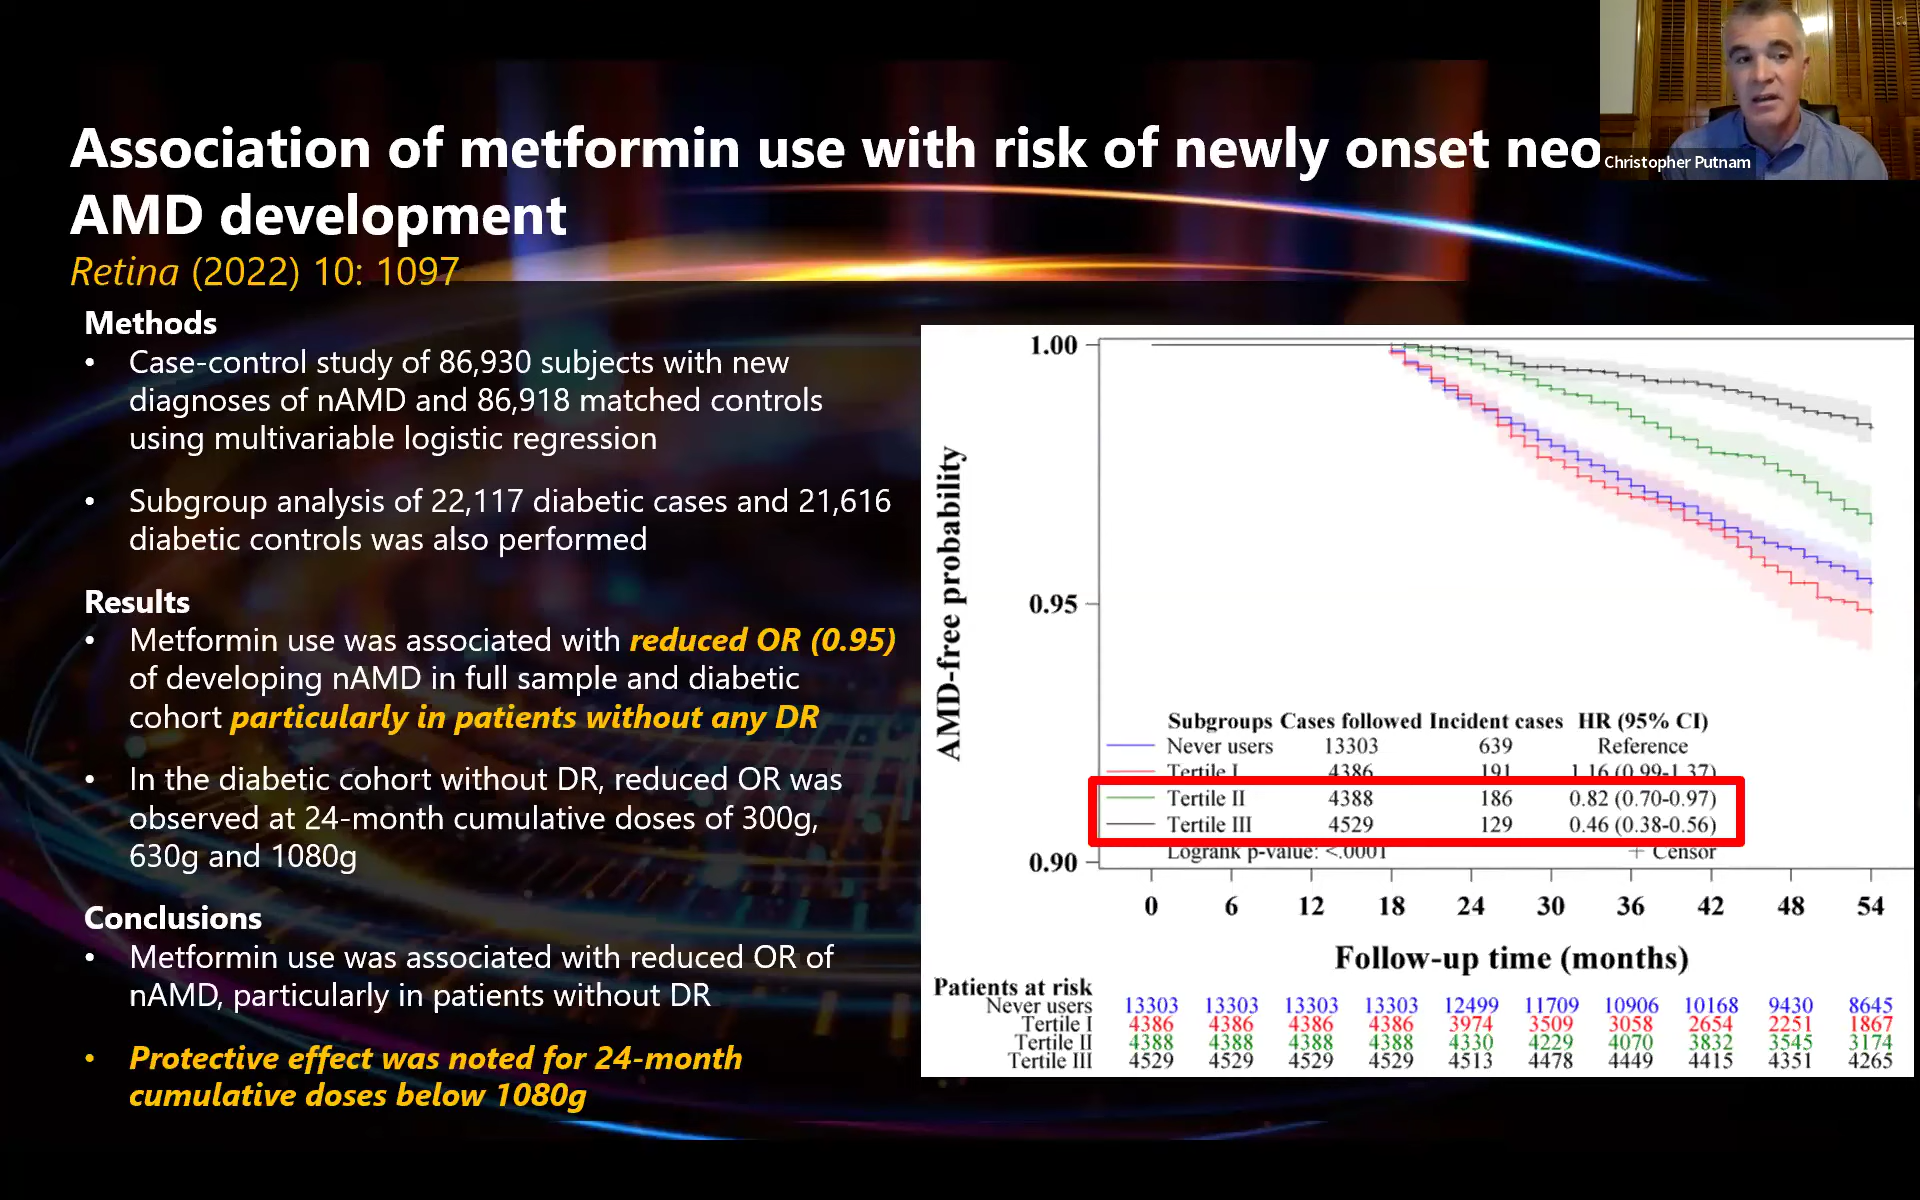 Association of metformin use with risk of newly onset neo
AMD development
Retina (2022) 10: 1097
Christopher Putnam
Methods
• Case-control study of 86,930 subjects with new
diagnoses of nAMD and 86,918 matched controls
using multivariable logistic regression
• Subgroup analysis of 22,117 diabetic cases and 21,616
diabetic controls was also performed
Results
• Metformin use was associated with reduced OR (0.95)
of developing nAMD in full sample and diabetic
cohort particularly in patients without any DR
• In the diabetic cohort without DR, reduced OR was
observed at 24-month cumulative doses of 300g,
630g and 1080g
Conclusions
• Metformin use was associated with reduced OR of
nAMD, particularly in patients without DR
• Protective effect was noted for 24-month
cumulative doses below 1080g
AMD-free probability
1.00
0.95
0.90
Subgroups Cases followed Incident cases HR (95% CI)
Never users 13303 639 Reference
Tertile I 4386 191 1.16 (0.99-1.37)
Tertile II 4388 186 0.82 (0.70-0.97)
Tertile III 4529 129 0.46 (0.38-0.56)
Logrank p-value: <.0001 + Censor
0 6 12 18 24 30 36 42 48 54
Follow-up time (months)
Patients at risk
Never users 13303 13303 13303 13303 12499 11709 10906 10168 9430 8645
Tertile I 4386 4386 4386 4386 3974 3509 3058 2654 2251 1867
Tertile II 4388 4388 4388 4388 4330 4229 4070 3832 3545 3174
Tertile III 4529 4529 4529 4529 4513 4478 4449 4415 4351 4265